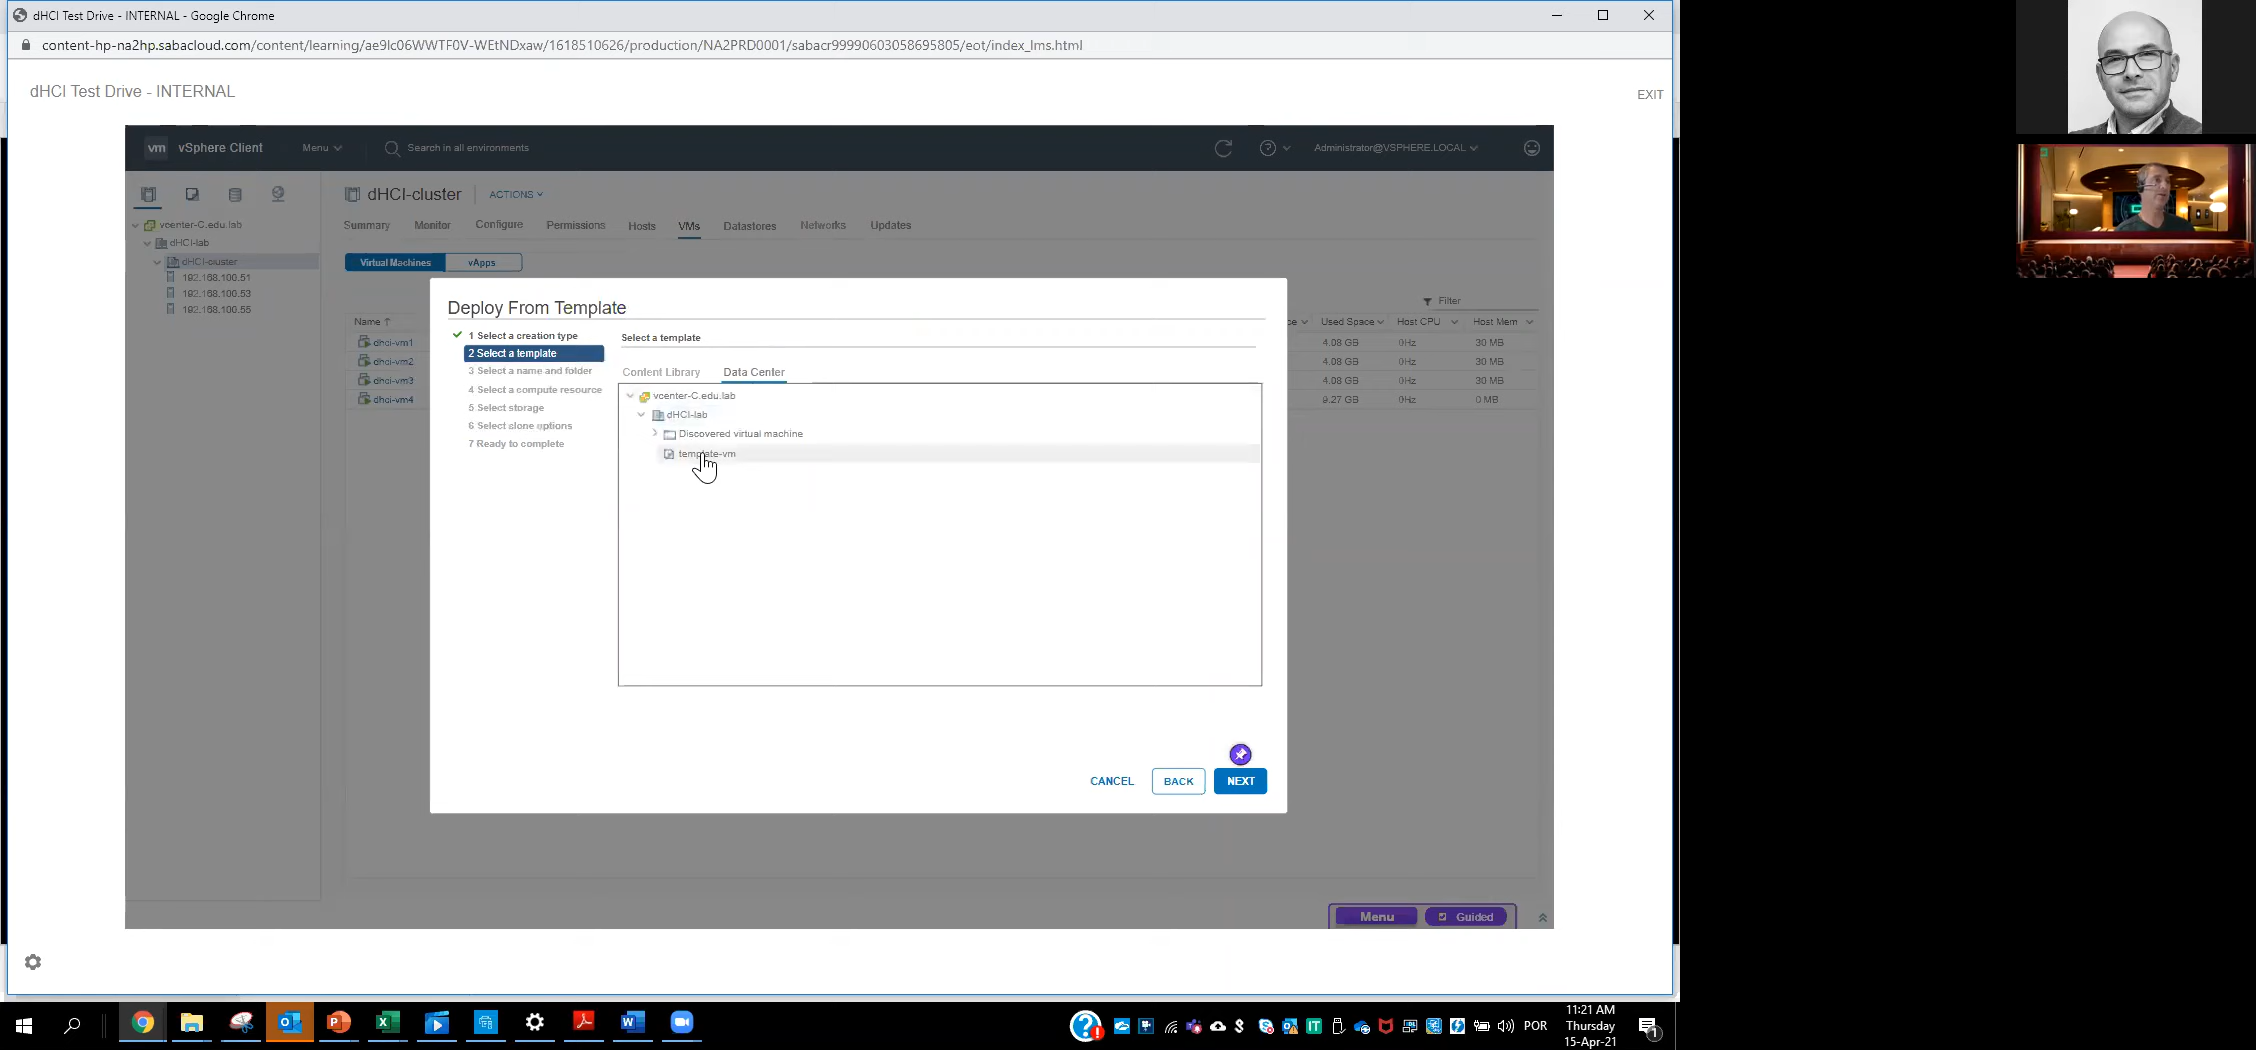 dHCI Test Drive - INTERNAL - Google Chrome
content-hp-na2hp.sabacloud.com/content/learning/ae9lc06WWTF0V-WEtNDxaw/1618510626/production/NA2PRD0001/sabacr99990603058695805/eot/index_lms.html
dHCI Test Drive - INTERNAL
EXIT
vm vSphere Client Menu Search in all environments Administrator@VSPHERE.LOCAL
dHCI-cluster ACTIONS
Summary Monitor Configure Permissions Hosts VMs Datastores Networks Updates
vcenter-C.edu.lab
dHCI-lab
dHCI-cluster
192.168.100.51
192.168.100.53
192.168.100.55
Virtual Machines vApps
Filter
Name ce Used Space Host CPU Host Mem
dhci-vm1 4.08 GB 0Hz 30 MB
dhci-vm2 4.08 GB 0Hz 30 MB
dhci-vm3 4.08 GB 0Hz 30 MB
dhci-vm4 9.27 GB 0Hz 0 MB
Deploy From Template
1 Select a creation type
2 Select a template
3 Select a name and folder
4 Select a compute resource
5 Select storage
6 Select clone options
7 Ready to complete
Select a template
Content Library Data Center
vcenter-C.edu.lab
dHCI-lab
Discovered virtual machine
template-vm
CANCEL BACK NEXT
Menu Guided
POR
11:21 AM
Thursday
15-Apr-21
1